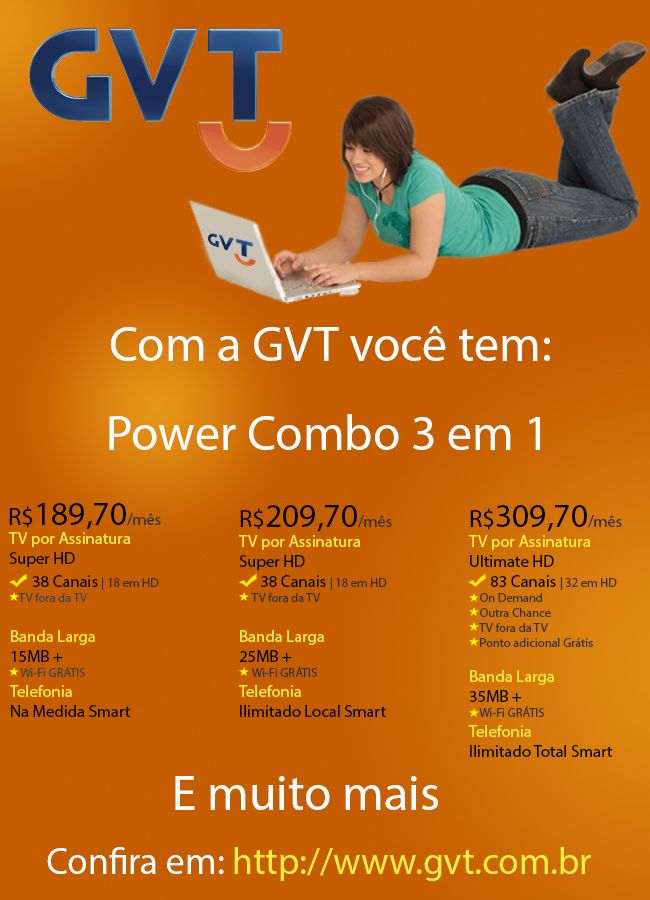 GVT
GVT
Com a GVT você tem:
Power Combo 3 em 1
R$189,70/mês
TV por Assinatura
Super HD
38 Canais | 18 em HD
TV fora da TV
Banda Larga
15MB +
Wi-Fi GRÁTIS
Telefonia
Na Medida Smart
R$209,70/mês
TV por Assinatura
Super HD
38 Canais | 18 em HD
TV fora da TV
Banda Larga
25MB +
Wi-Fi GRÁTIS
Telefonia
Ilimitado Local Smart
R$309,70/mês
TV por Assinatura
Ultimate HD
83 Canais | 32 em HD
On Demand
Outra Chance
TV fora da TV
Ponto adicional Grátis
Banda Larga
35MB +
Wi-Fi GRÁTIS
Telefonia
Ilimitado Total Smart
E muito mais
Confira em: http://www.gvt.com.br